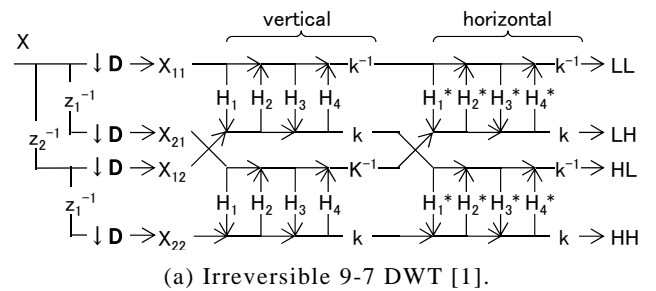 vertical horizontal
X
↓ D → X₁₁ k⁻¹ k⁻¹ → LL
z₁⁻¹ H₁ H₂ H₃ H₄ H₁* H₂* H₃* H₄*
↓ D → X₂₁ k k → LH
z₂⁻¹
↓ D → X₁₂ K⁻¹ k⁻¹ → HL
z₁⁻¹ H₁ H₂ H₃ H₄ H₁* H₂* H₃* H₄*
↓ D → X₂₂ k k → HH
(a) Irreversible 9-7 DWT [1].